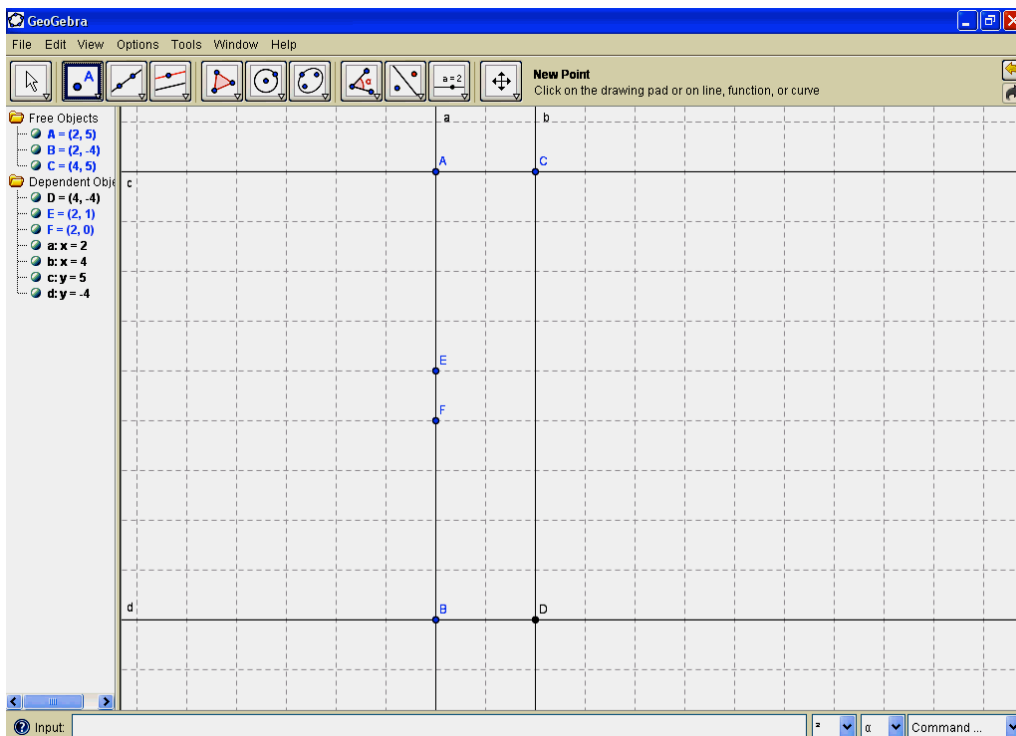 GeoGebra
File Edit View Options Tools Window Help
A α a = 2
New Point
Click on the drawing pad or on line, function, or curve
Free Objects
A = (2, 5)
B = (2, -4)
C = (4, 5)
Dependent Obje
D = (4, -4)
E = (2, 1)
F = (2, 0)
a: x = 2
b: x = 4
c: y = 5
d: y = -4
a b
A C
c
E
F
d B D
Input: ² α Command ...